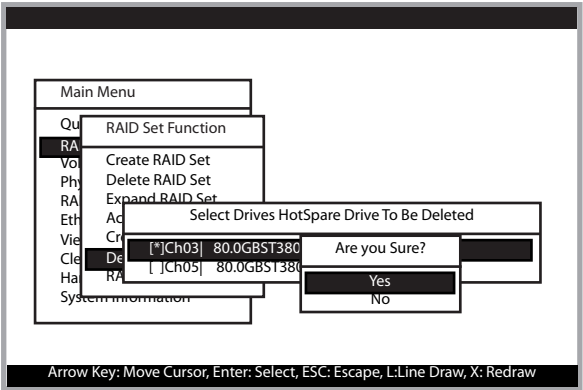 Main Menu
Qu
RA
Vol
Phy
RA
Eth
Vie
Cle
Ha
System Information
RAID Set Function
Create RAID Set
Delete RAID Set
Expand RAID Set
Ac
Cr
De
RA
Select Drives HotSpare Drive To Be Deleted
[*]Ch03| 80.0GBST380
[ ]Ch05| 80.0GBST380
Are you Sure?
Yes
No
Arrow Key: Move Cursor, Enter: Select, ESC: Escape, L:Line Draw, X: Redraw